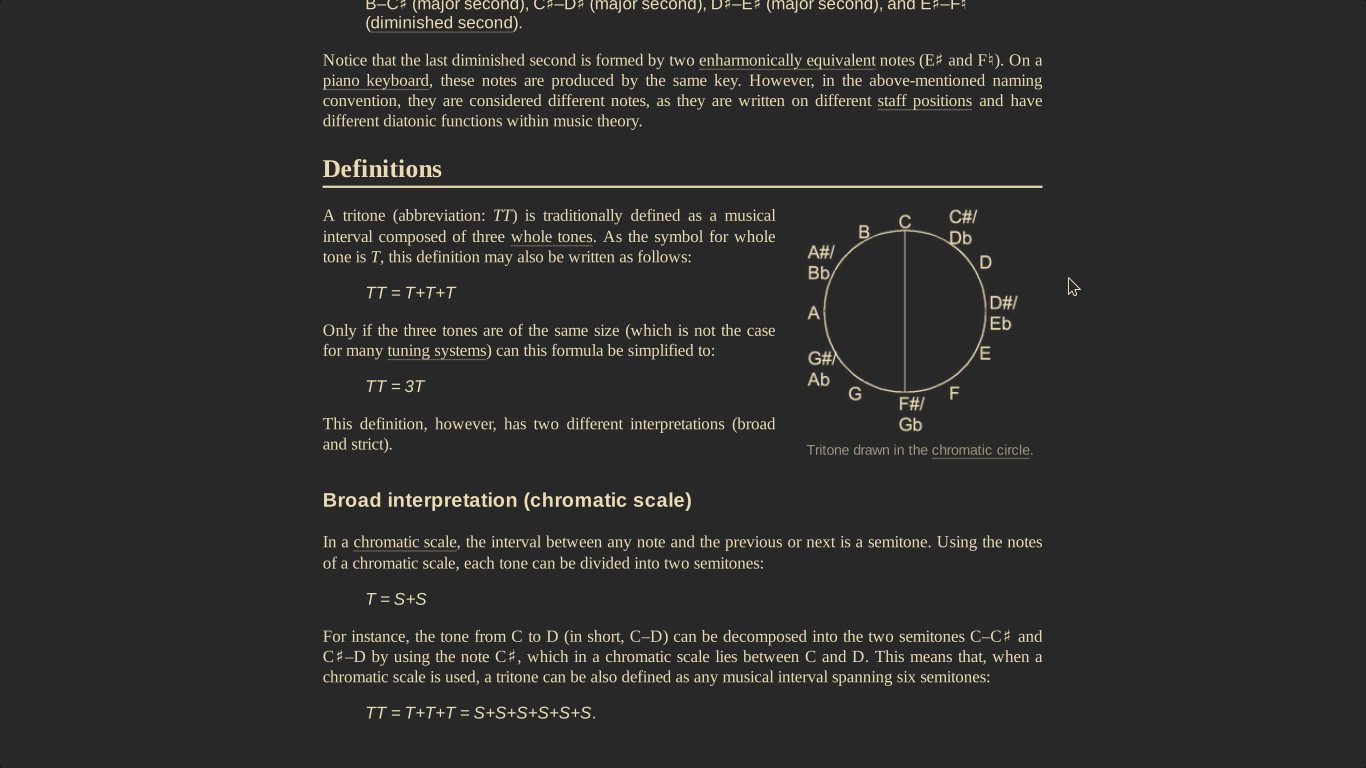 B–C♯ (major second), C♯–D♯ (major second), D♯–E♯ (major second), and E♯–F♮
(diminished second).
Notice that the last diminished second is formed by two enharmonically equivalent notes (E♯ and F♮). On a
piano keyboard, these notes are produced by the same key. However, in the above-mentioned naming
convention, they are considered different notes, as they are written on different staff positions and have
different diatonic functions within music theory.
Definitions
A tritone (abbreviation: TT) is traditionally defined as a musical
interval composed of three whole tones. As the symbol for whole
tone is T, this definition may also be written as follows:
TT = T+T+T
Only if the three tones are of the same size (which is not the case
for many tuning systems) can this formula be simplified to:
TT = 3T
This definition, however, has two different interpretations (broad
and strict).
C
C#/
Db
D
D#/
Eb
E
F
F#/
Gb
G
G#/
Ab
A
A#/
Bb
B
Tritone drawn in the chromatic circle.
Broad interpretation (chromatic scale)
In a chromatic scale, the interval between any note and the previous or next is a semitone. Using the notes
of a chromatic scale, each tone can be divided into two semitones:
T = S+S
For instance, the tone from C to D (in short, C–D) can be decomposed into the two semitones C–C♯ and
C♯–D by using the note C♯, which in a chromatic scale lies between C and D. This means that, when a
chromatic scale is used, a tritone can be also defined as any musical interval spanning six semitones:
TT = T+T+T = S+S+S+S+S+S.